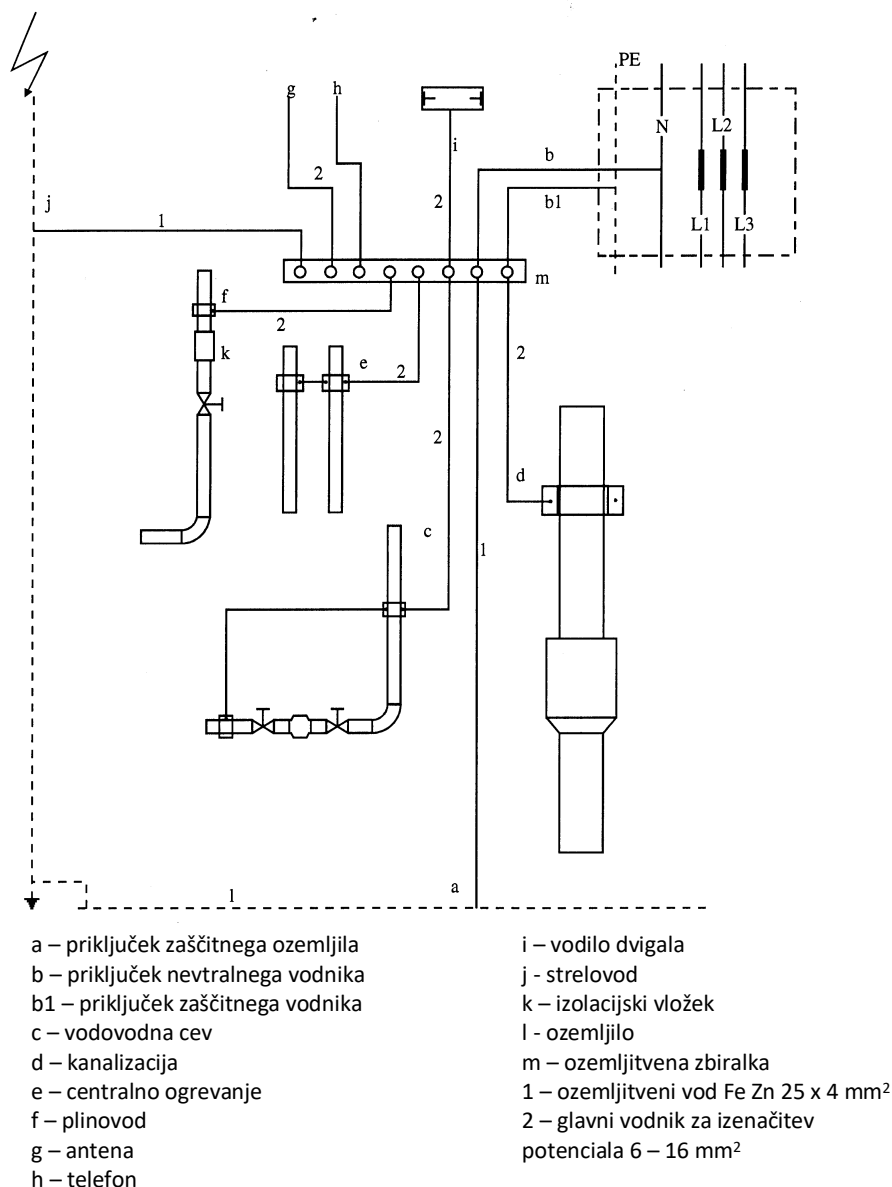 PE
g
h
N
L2
i
b
2
2
b1
j
1
L1
L3
m
f
2
k
e
2
2
2
d
c
1
a
l
a – priključek zaščitnega ozemljila
b – priključek nevtralnega vodnika
b1 – priključek zaščitnega vodnika
c – vodovodna cev
d – kanalizacija
e – centralno ogrevanje
f – plinovod
g – antena
h – telefon
i – vodilo dvigala
j - strelovod
k – izolacijski vložek
l - ozemljilo
m – ozemljitvena zbiralka
1 – ozemljitveni vod Fe Zn 25 x 4 mm²
2 – glavni vodnik za izenačitev
potenciala 6 – 16 mm²